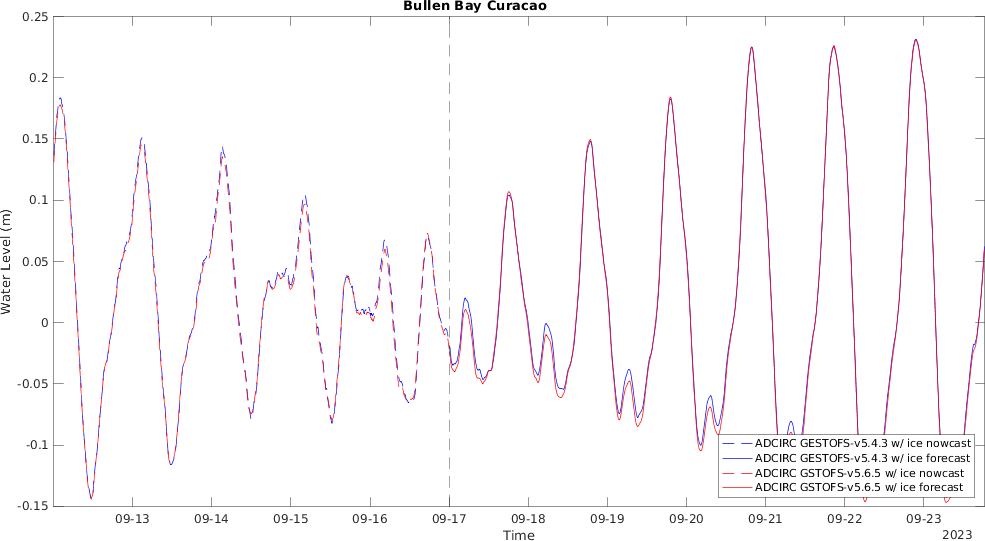 Bullen Bay Curacao
0.25
0.2
0.15
0.1
0.05
0
-0.05
-0.1
-0.15
Water Level (m)
ADCIRC GESTOFS-v5.4.3 w/ ice nowcast
ADCIRC GESTOFS-v5.4.3 w/ ice forecast
ADCIRC GSTOFS-v5.6.5 w/ ice nowcast
ADCIRC GSTOFS-v5.6.5 w/ ice forecast
09-13 09-14 09-15 09-16 09-17 09-18 09-19 09-20 09-21 09-22 09-23
Time
2023